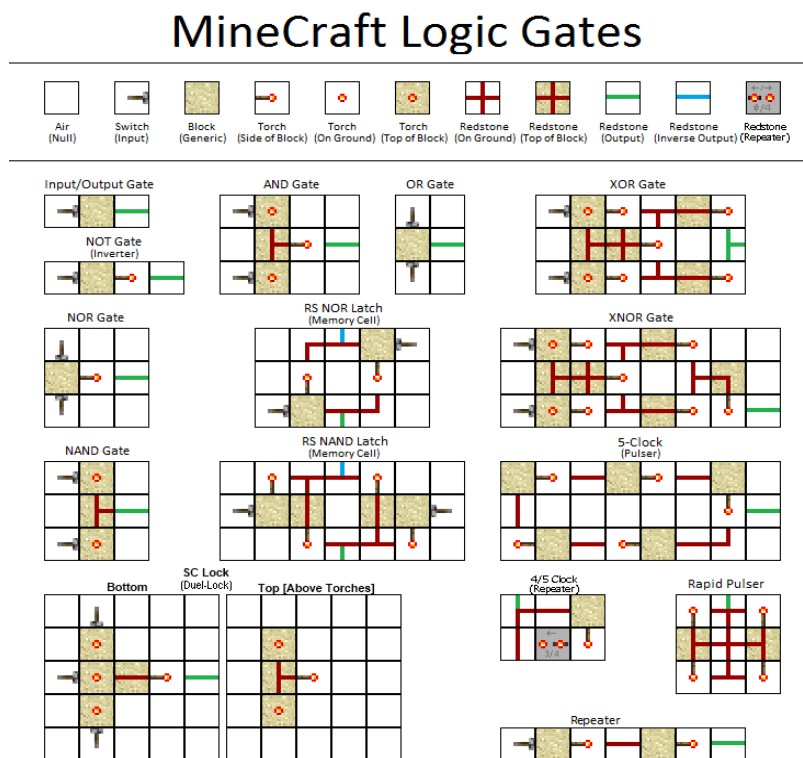 MineCraft Logic Gates
Air
(Null)
Switch
(Input)
Block
(Generic)
Torch
(Side of Block)
Torch
(On Ground)
Torch
(Top of Block)
Redstone
(On Ground)
Redstone
(Top of Block)
Redstone
(Output)
Redstone
(Inverse Output)
←/→
#/4
Redstone
(Repeater)
Input/Output Gate
AND Gate
OR Gate
XOR Gate
NOT Gate
(Inverter)
NOR Gate
RS NOR Latch
(Memory Cell)
XNOR Gate
NAND Gate
RS NAND Latch
(Memory Cell)
5-Clock
(Pulser)
SC Lock
(Duel-Lock)
Bottom
Top [Above Torches]
4/5 Clock
(Repeater)
←
3/4
Rapid Pulser
Repeater